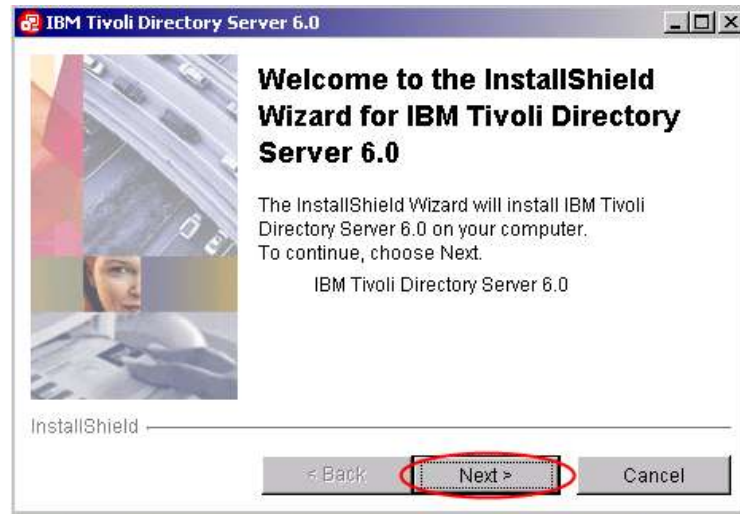 IBM Tivoli Directory Server 6.0
Welcome to the InstallShield
Wizard for IBM Tivoli Directory
Server 6.0
The InstallShield Wizard will install IBM Tivoli
Directory Server 6.0 on your computer.
To continue, choose Next.
IBM Tivoli Directory Server 6.0
InstallShield
< Back
Next >
Cancel